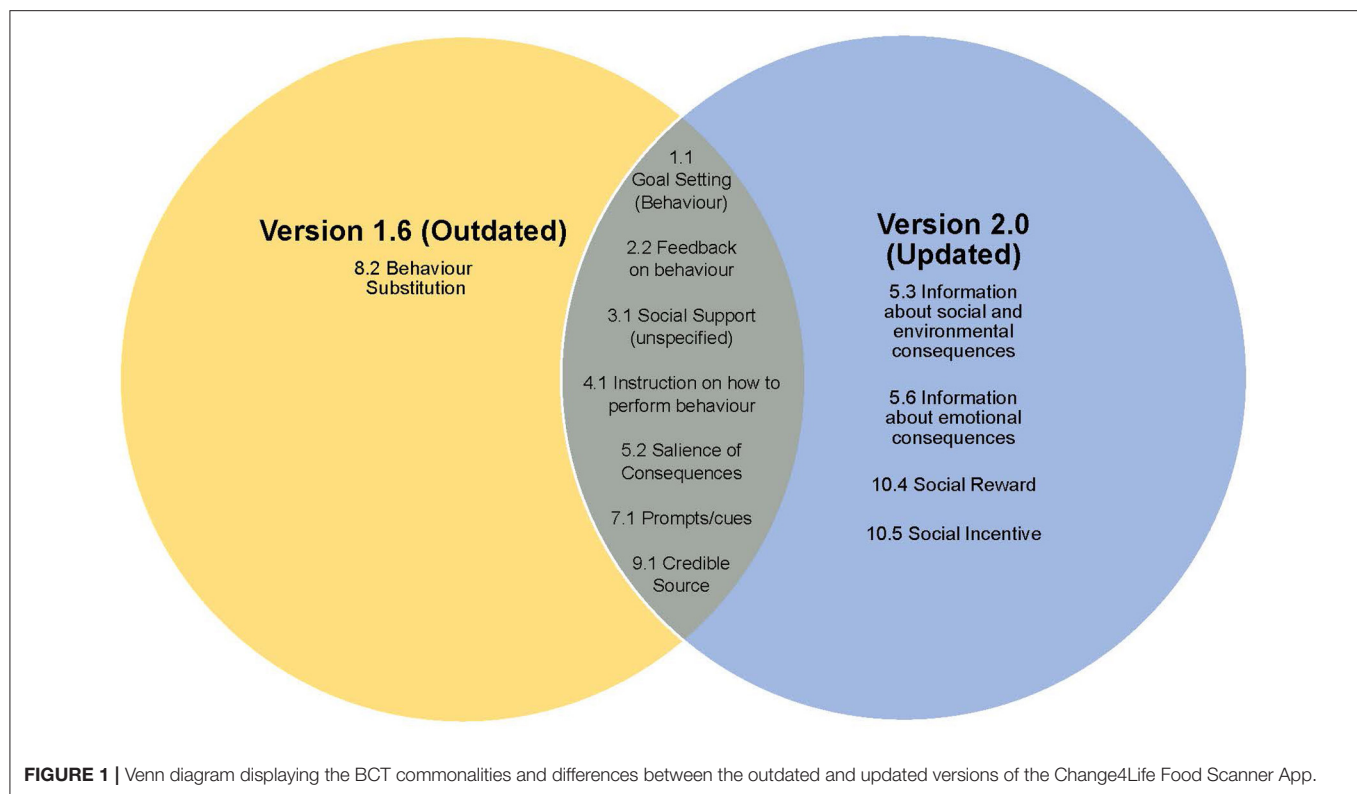 Version 1.6 (Outdated)
8.2 Behaviour
Substitution
1.1
Goal Setting
(Behaviour)
2.2 Feedback
on behaviour
3.1 Social Support
(unspecified)
4.1 Instruction on how to
perform behaviour
5.2 Salience of
Consequences
7.1 Prompts/cues
9.1 Credible
Source
Version 2.0
(Updated)
5.3 Information
about social and
environmental
consequences
5.6 Information
about emotional
consequences
10.4 Social Reward
10.5 Social Incentive
FIGURE 1 | Venn diagram displaying the BCT commonalities and differences between the outdated and updated versions of the Change4Life Food Scanner App.